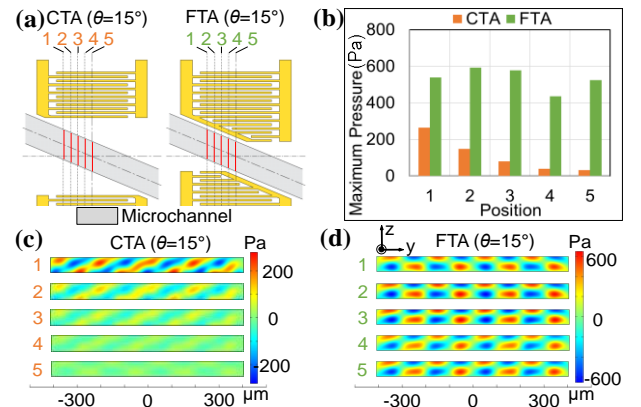 (a) CTA (θ=15°) FTA (θ=15°)
1 2 3 4 5 1 2 3 4 5
Microchannel
(b)
CTA FTA
Maximum Pressure(Pa)
800
600
400
200
0
1 2 3 4 5
Position
(c) CTA (θ=15°) Pa
1
2
3
4
5
200
0
-200
-300 0 300 μm
(d) z y FTA (θ=15°) Pa
1
2
3
4
5
600
0
-600
-300 0 300 μm